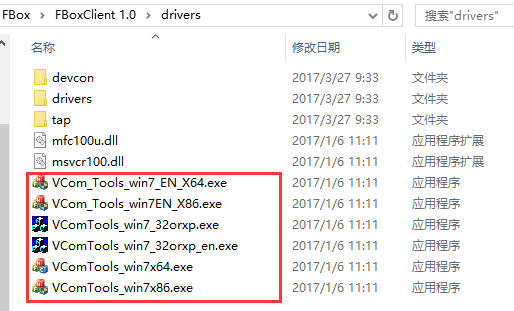 FBox > FBoxClient 1.0 > drivers
搜索"drivers"
名称 修改日期 类型
devcon 2017/3/27 9:33 文件夹
drivers 2017/3/27 9:33 文件夹
tap 2017/3/27 9:33 文件夹
mfc100u.dll 2017/1/6 11:11 应用程序扩展
msvcr100.dll 2017/1/6 11:11 应用程序扩展
VCom_Tools_win7_EN_X64.exe 2017/1/6 11:11 应用程序
VCom_Tools_win7EN_X86.exe 2017/1/6 11:11 应用程序
VComTools_win7_32orxp.exe 2017/1/6 11:11 应用程序
VComTools_win7_32orxp_en.exe 2017/1/6 11:11 应用程序
VComTools_win7x64.exe 2017/1/6 11:11 应用程序
VComTools_win7x86.exe 2017/1/6 11:11 应用程序